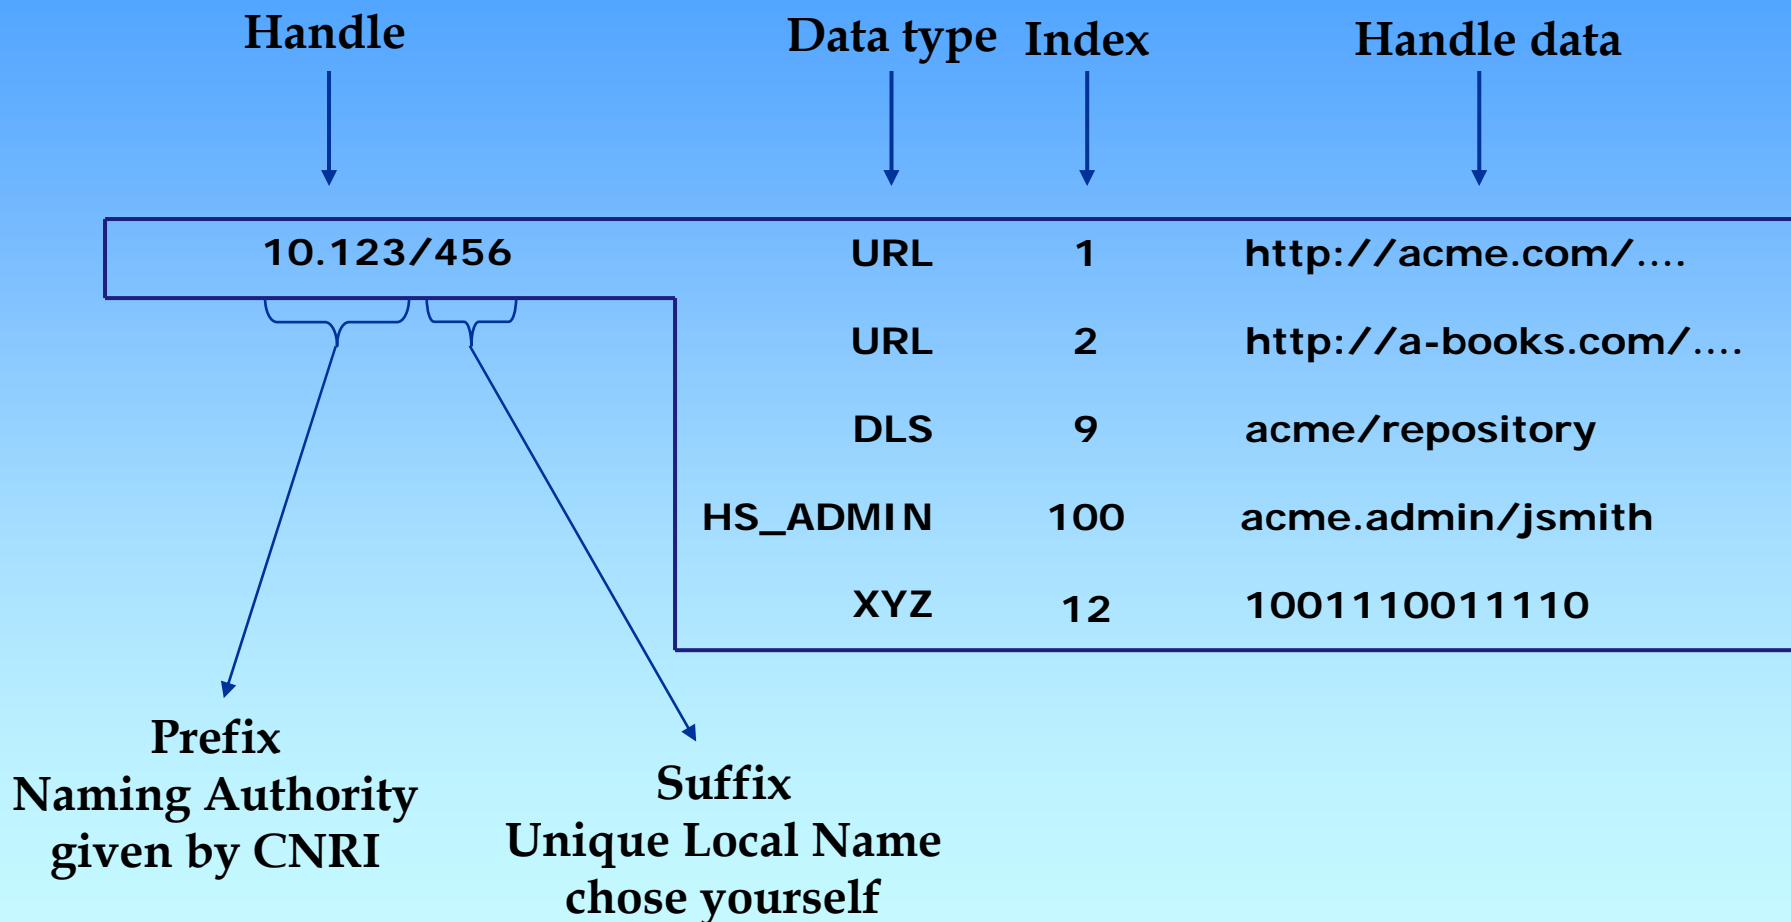 Handle Data type Index Handle data
10.123/456 URL 1 http://acme.com/....
URL 2 http://a-books.com/....
DLS 9 acme/repository
HS_ADMIN 100 acme.admin/jsmith
XYZ 12 1001110011110
Prefix
Naming Authority
given by CNRI
Suffix
Unique Local Name
chose yourself